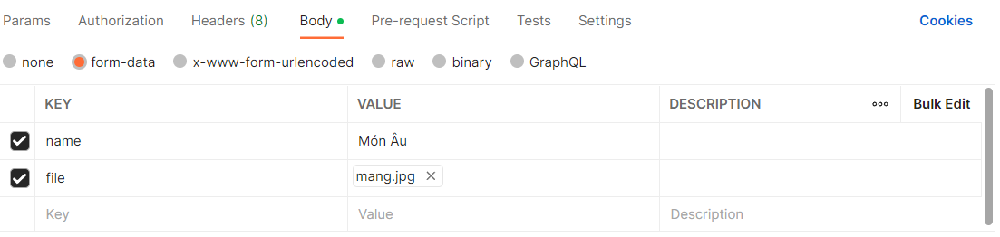 Params Authorization Headers (8) Body Pre-request Script Tests Settings Cookies
none form-data x-www-form-urlencoded raw binary GraphQL
KEY VALUE DESCRIPTION ooo Bulk Edit
name Món Âu
file mang.jpg ×
Key Value Description